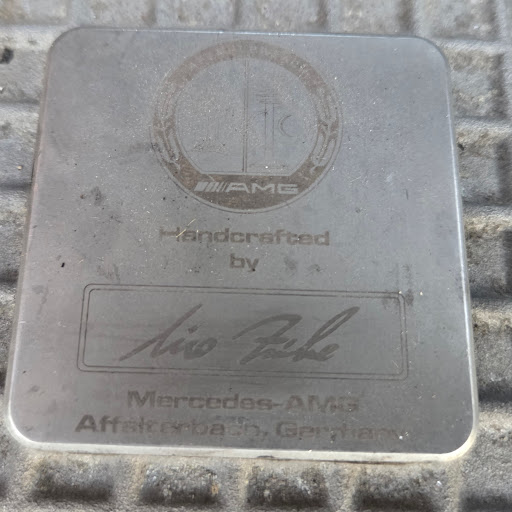 AMG
Handcrafted
by
Mercedes-AMG
Affalterbach, Germany